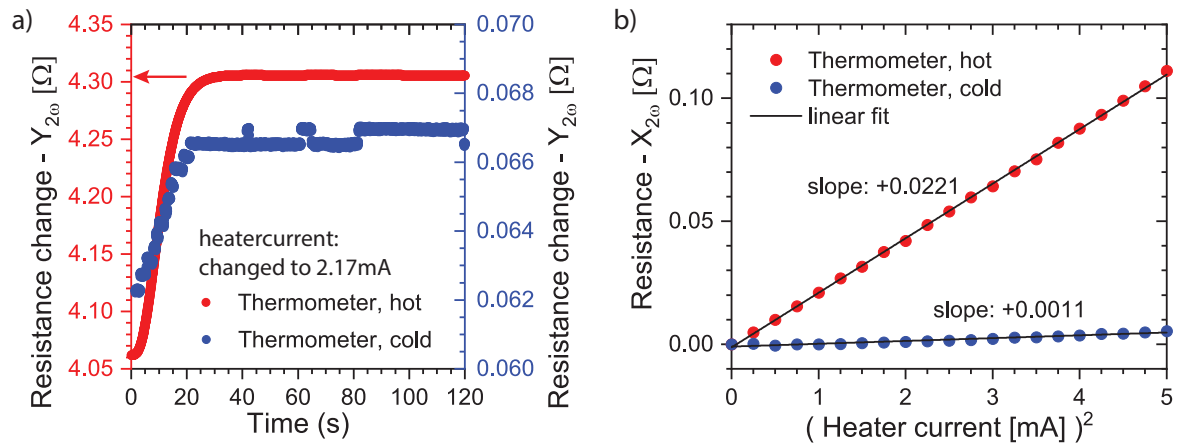 a)
4.35
4.30
4.25
4.20
4.15
4.10
4.05
Resistance change - Y2ω [Ω]
0.070
0.068
0.066
0.064
0.062
0.060
Resistance change - Y2ω [Ω]
heatercurrent:
changed to 2.17mA
Thermometer, hot
Thermometer, cold
0 20 40 60 80 100 120
Time (s)
b)
Resistance - X2ω [Ω]
0.10
0.05
0.00
Thermometer, hot
Thermometer, cold
linear fit
slope: +0.0221
slope: +0.0011
0 1 2 3 4 5
( Heater current [mA] )²